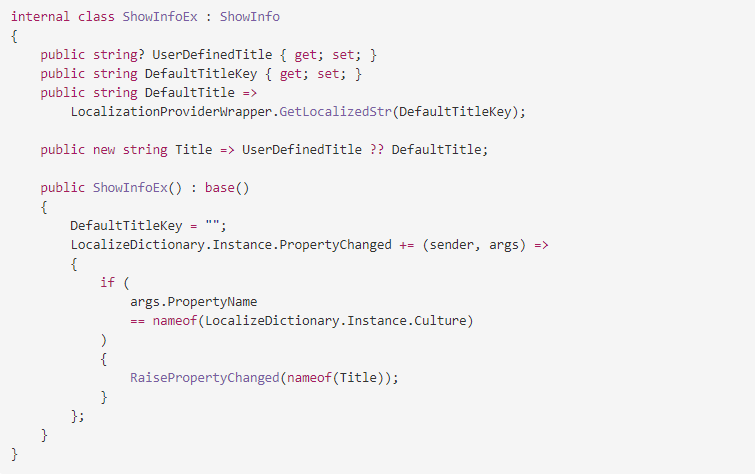 internal class ShowInfoEx : ShowInfo
{
    public string? UserDefinedTitle { get; set; }
    public string DefaultTitleKey { get; set; }
    public string DefaultTitle =>
        LocalizationProviderWrapper.GetLocalizedStr(DefaultTitleKey);

    public new string Title => UserDefinedTitle ?? DefaultTitle;

    public ShowInfoEx() : base()
    {
        DefaultTitleKey = "";
        LocalizeDictionary.Instance.PropertyChanged += (sender, args) =>
        {
            if (
                args.PropertyName
                == nameof(LocalizeDictionary.Instance.Culture)
            )
            {
                RaisePropertyChanged(nameof(Title));
            }
        };
    }
}